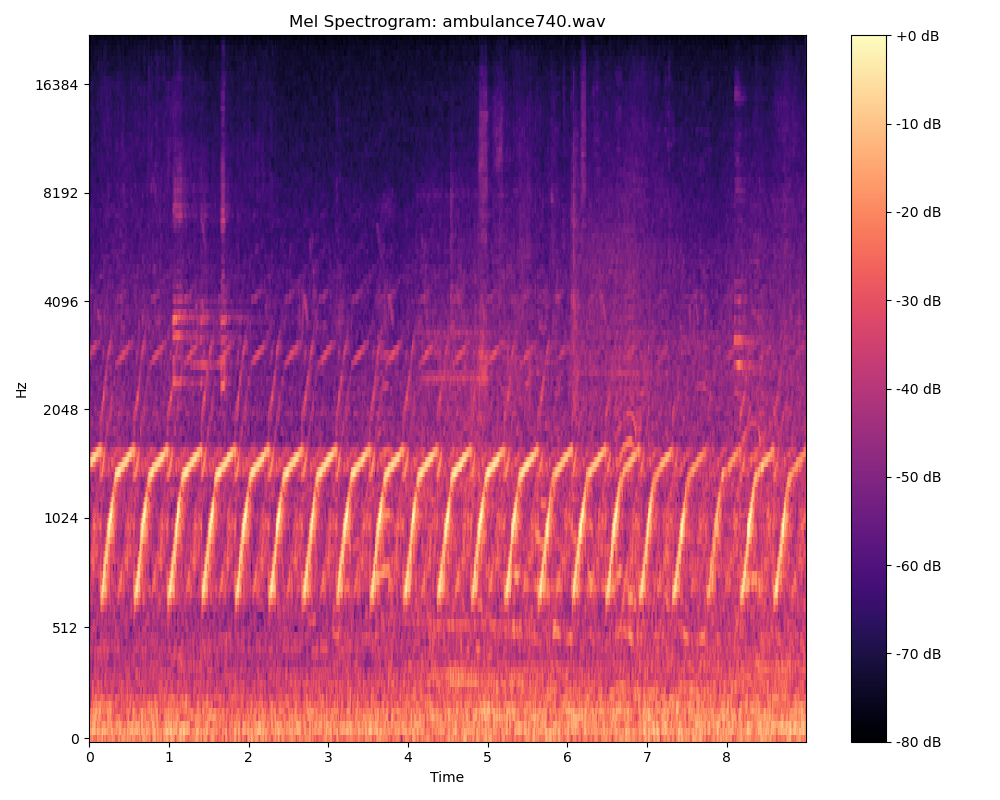 Mel Spectrogram: ambulance740.wav
Hz
16384
8192
4096
2048
1024
512
0
0 1 2 3 4 5 6 7 8
Time
+0 dB
-10 dB
-20 dB
-30 dB
-40 dB
-50 dB
-60 dB
-70 dB
-80 dB